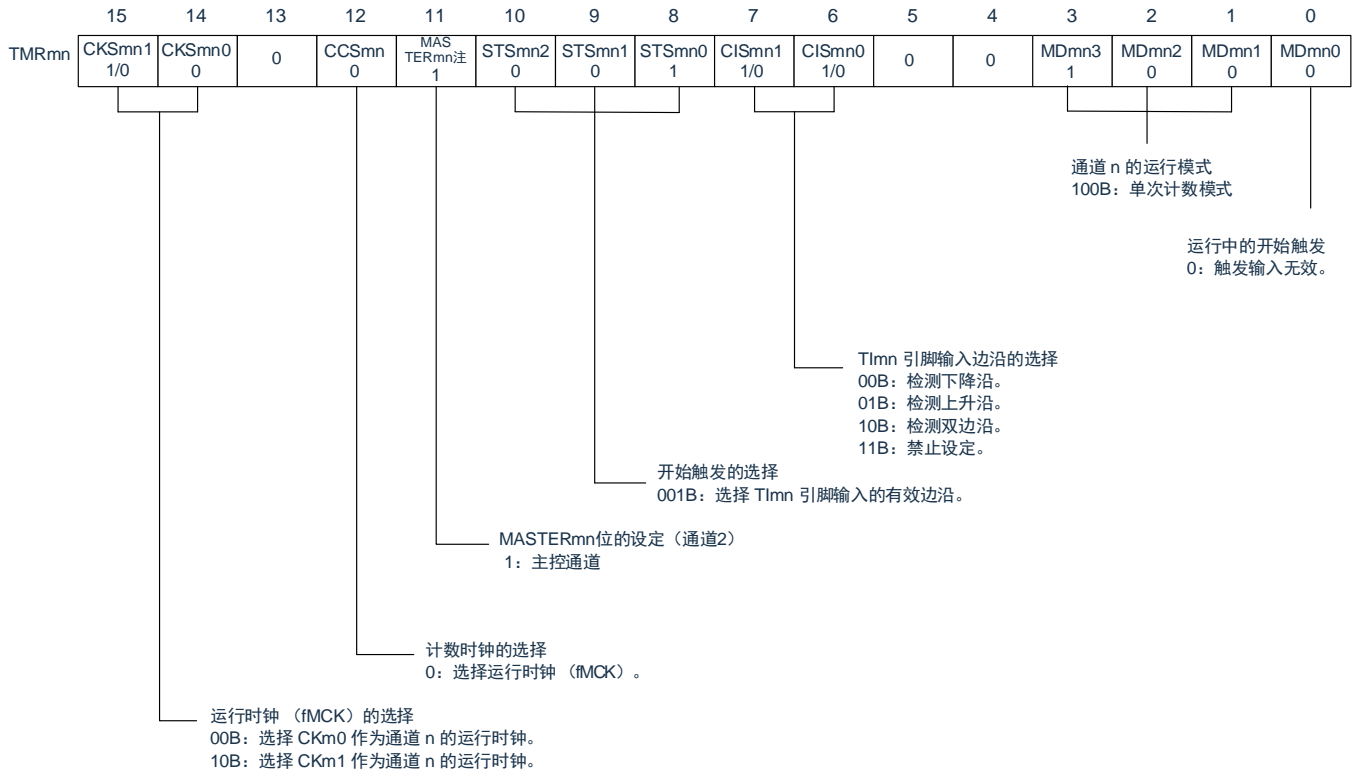 15 14 13 12 11 10 9 8 7 6 5 4 3 2 1 0
TMRmn
CKSmn1 CKSmn0 0 CCSmn MAS STSmn2 STSmn1 STSmn0 CISmn1 CISmn0 0 0 MDmn3 MDmn2 MDmn1 MDmn0
TERmn注
1/0 0 0 1 0 0 1 1/0 1/0 1 0 0 0
通道 n 的运行模式
100B：单次计数模式
运行中的开始触发
0：触发输入无效。
TImn 引脚输入边沿的选择
00B：检测下降沿。
01B：检测上升沿。
10B：检测双边沿。
11B：禁止设定。
开始触发的选择
001B：选择 TImn 引脚输入的有效边沿。
MASTERmn位的设定（通道2）
1：主控通道
计数时钟的选择
0：选择运行时钟 （fMCK）。
运行时钟 （fMCK）的选择
00B：选择 CKm0 作为通道 n 的运行时钟。
10B：选择 CKm1 作为通道 n 的运行时钟。